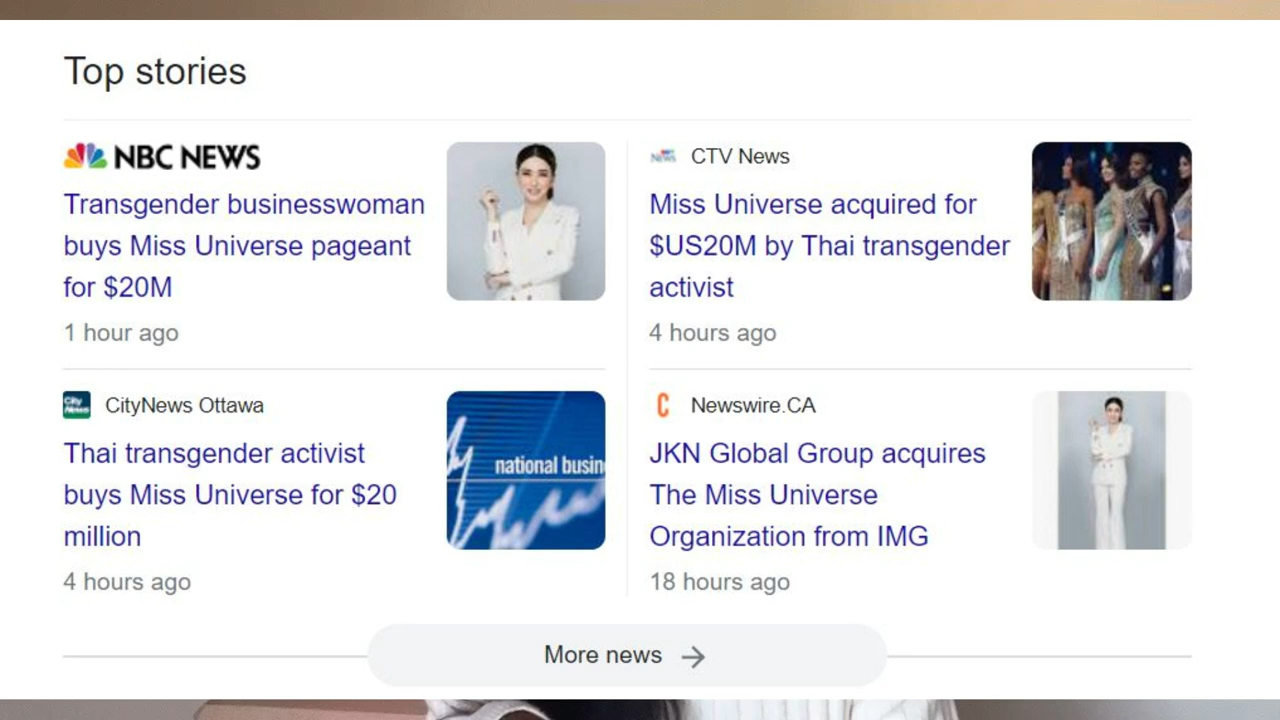 Top stories
NBC NEWS
Transgender businesswoman
buys Miss Universe pageant
for $20M
1 hour ago
CTV News
Miss Universe acquired for
$US20M by Thai transgender
activist
4 hours ago
City News
CityNews Ottawa
Thai transgender activist
buys Miss Universe for $20
million
4 hours ago
national busin
C Newswire.CA
JKN Global Group acquires
The Miss Universe
Organization from IMG
18 hours ago
More news →